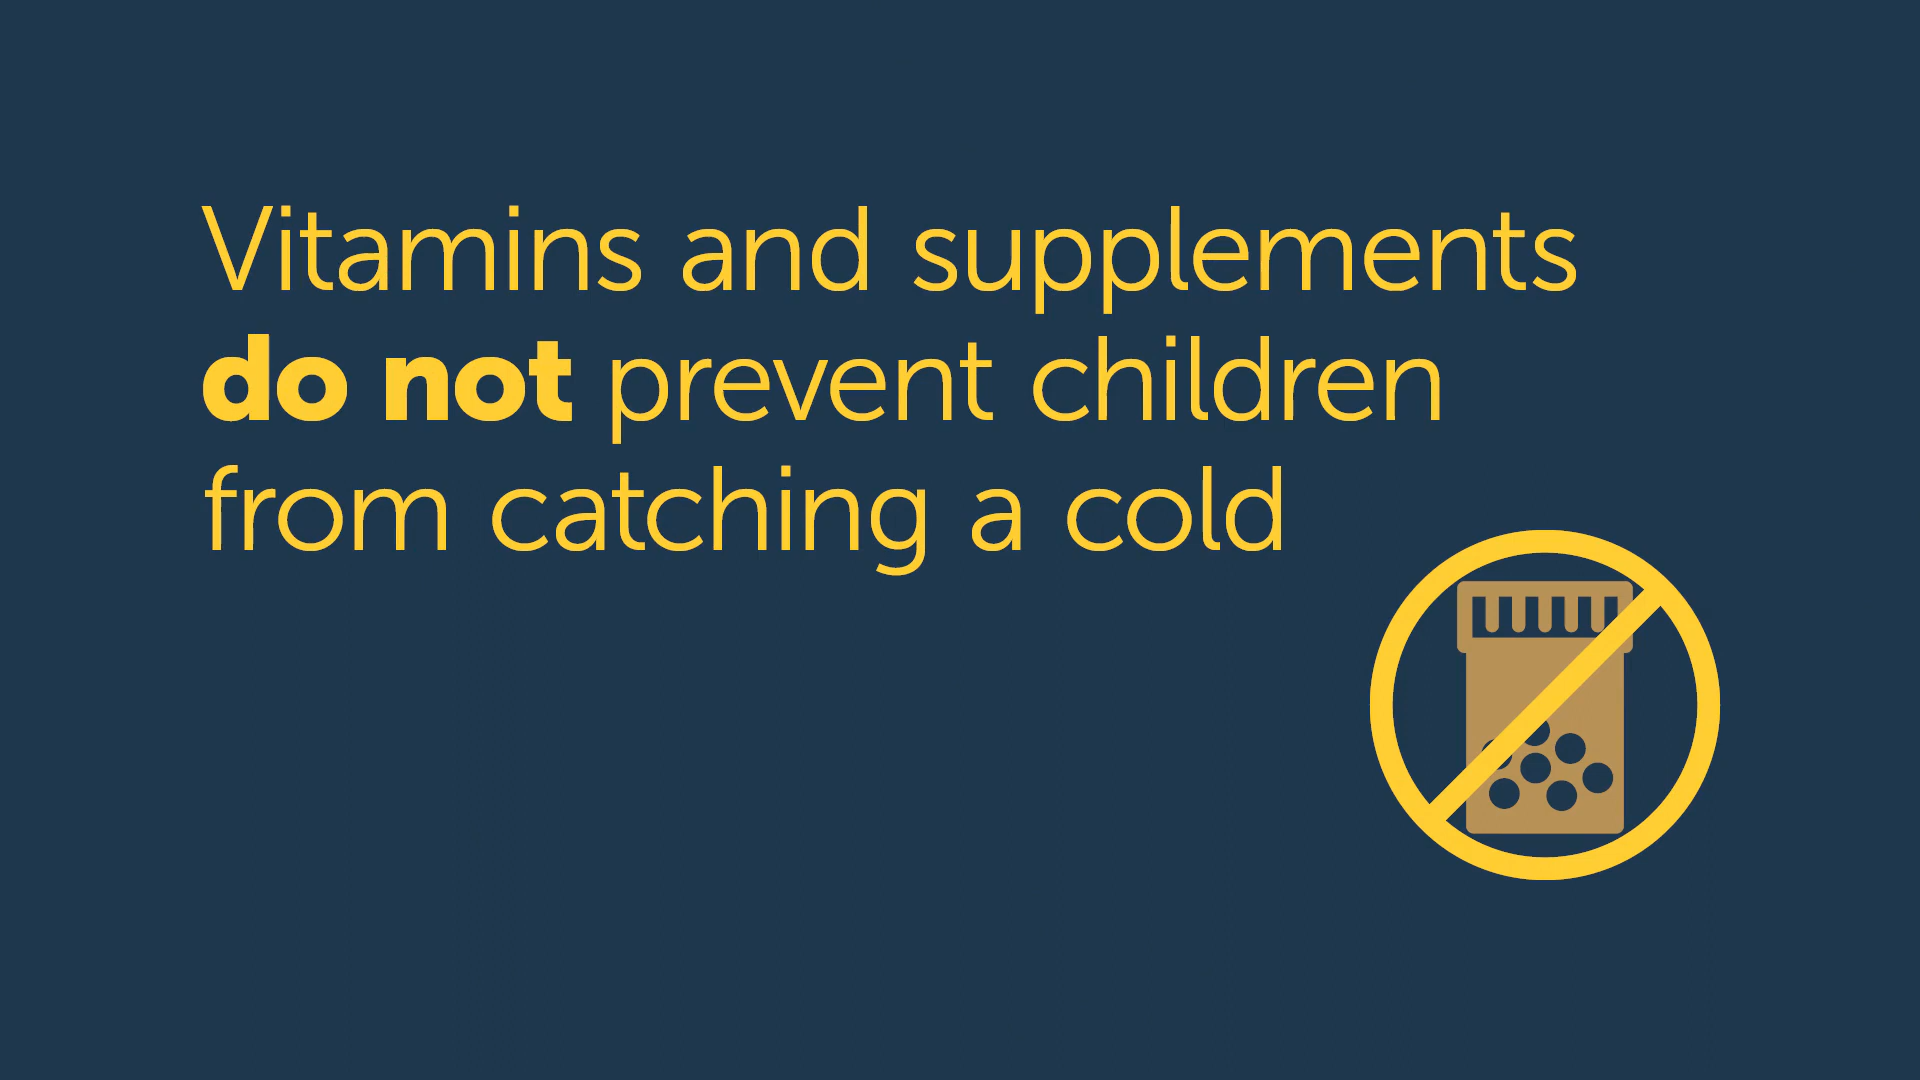 Vitamins and supplements
do not prevent children
from catching a cold